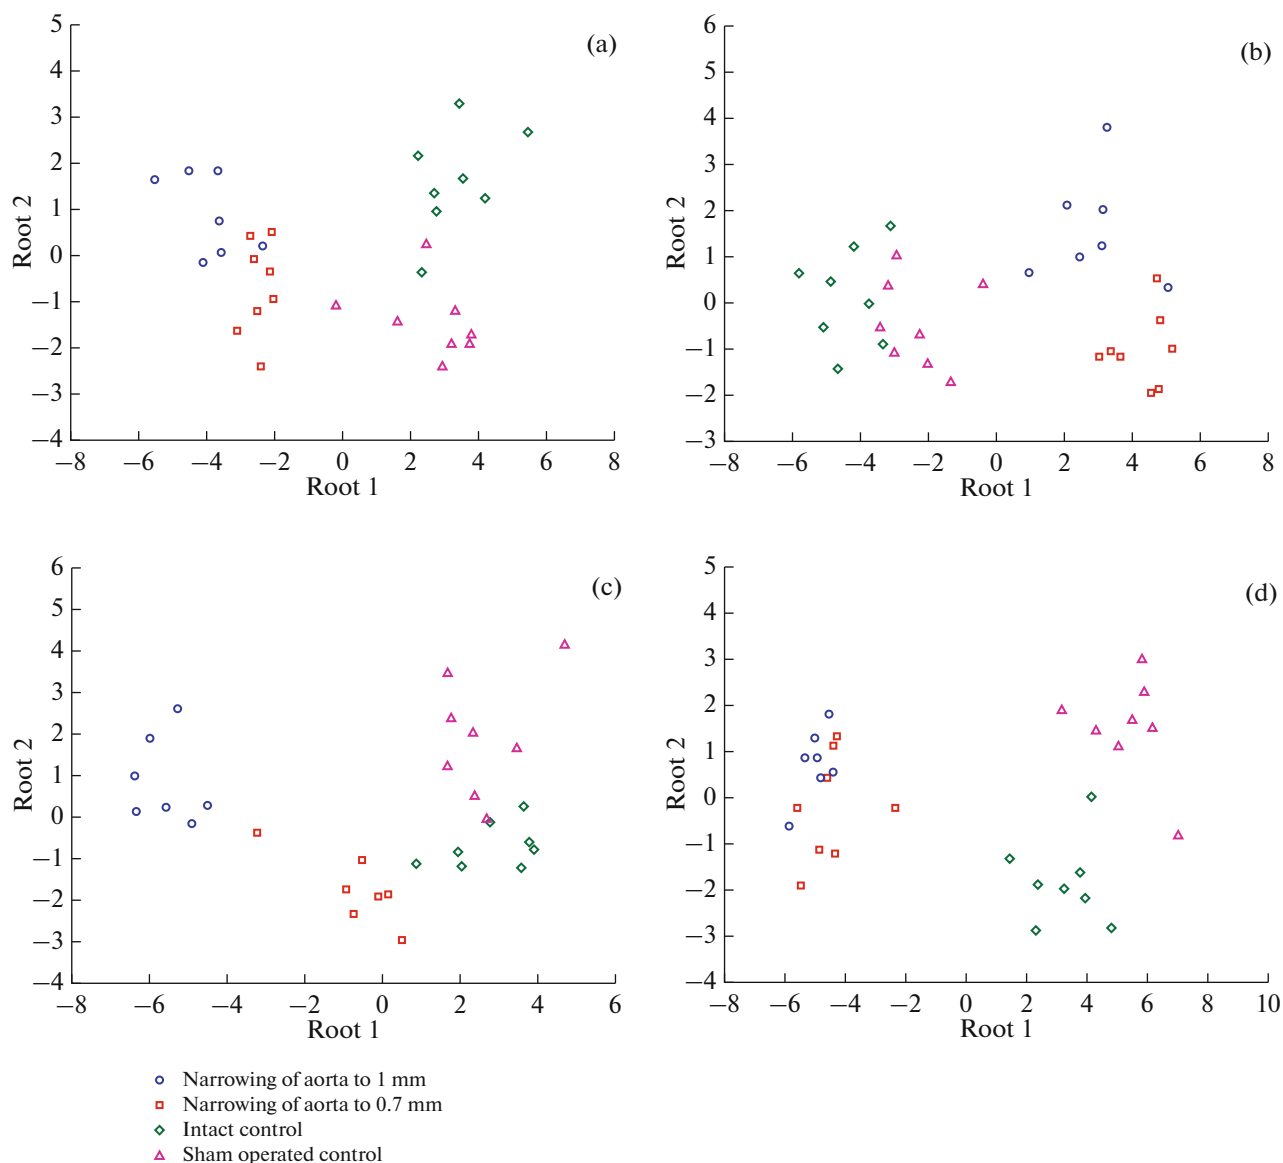 (a)
5
4
3
2
1
0
−1
−2
−3
−4
Root 2
−8 −6 −4 −2 0 2 4 6 8
Root 1
(b)
6
5
4
3
2
1
0
−1
−2
−3
Root 2
−8 −6 −4 −2 0 2 4 6 8
Root 1
(c)
6
5
4
3
2
1
0
−1
−2
−3
−4
Root 2
−8 −6 −4 −2 0 2 4 6
Root 1
(d)
5
4
3
2
1
0
−1
−2
−3
−4
Root 2
−8 −6 −4 −2 0 2 4 6 8 10
Root 1
Narrowing of aorta to 1 mm
Narrowing of aorta to 0.7 mm
Intact control
Sham operated control